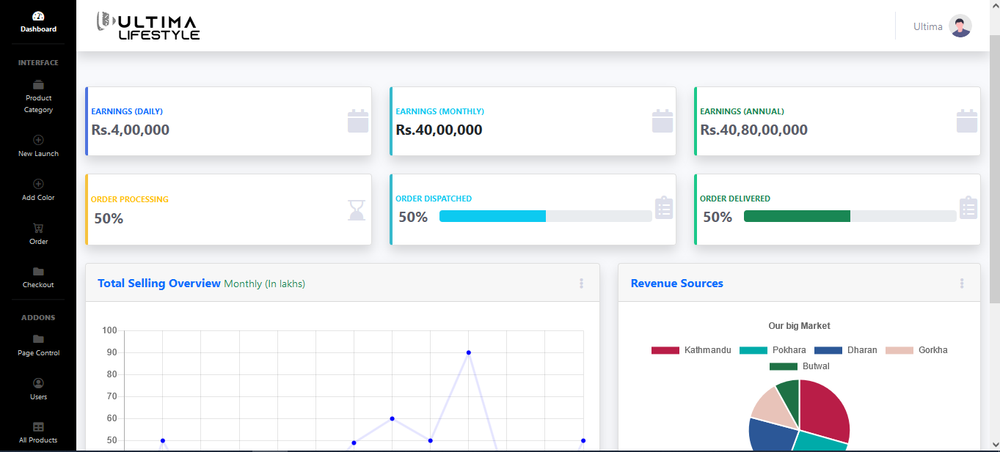 Dashboard
INTERFACE
Product
Category
New Launch
Add Color
Order
Checkout
ADDONS
Page Control
Users
All Products
ULTIMA
LIFESTYLE
Ultima
EARNINGS (DAILY)
Rs.4,00,000
EARNINGS (MONTHLY)
Rs.40,00,000
EARNINGS (ANNUAL)
Rs.40,80,00,000
ORDER PROCESSING
50%
ORDER DISPATCHED
50%
ORDER DELIVERED
50%
Total Selling Overview Monthly (In lakhs)
100
90
80
70
60
50
Revenue Sources
Our big Market
Kathmandu Pokhara Dharan Gorkha
Butwal